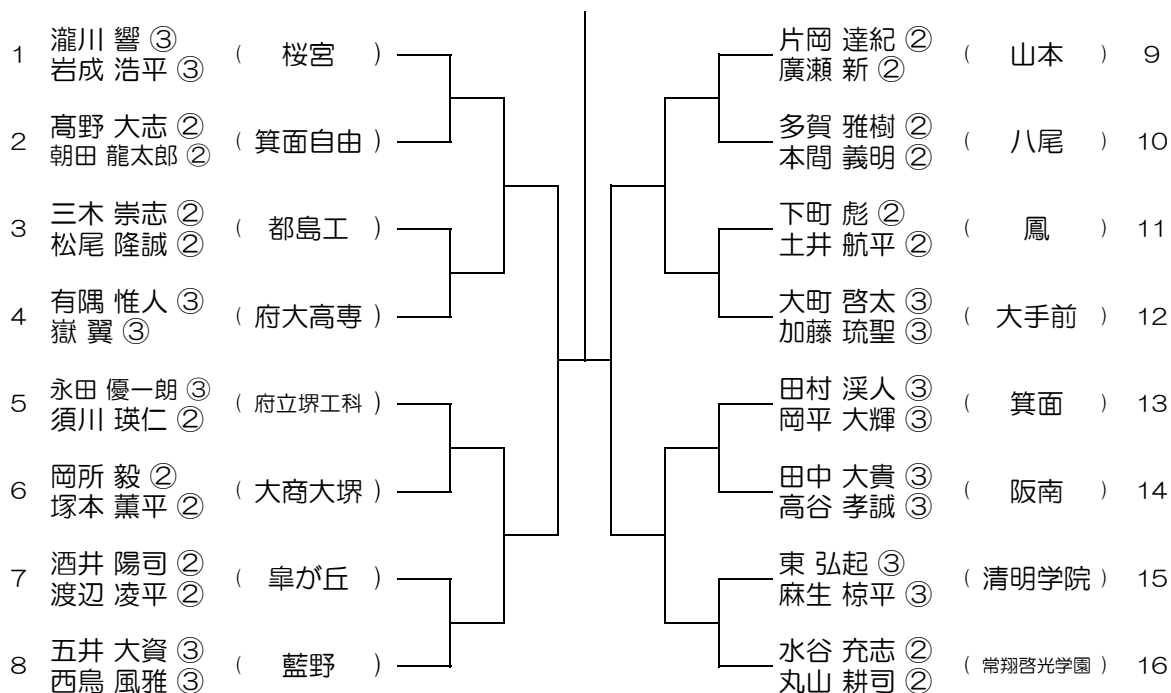 1 瀧川 響 ③
岩成 浩平 ③
( 桜宮 )
2 髙野 大志 ②
朝田 龍太郎 ②
( 箕面自由 )
3 三木 崇志 ②
松尾 隆誠 ②
( 都島工 )
4 有隅 惟人 ③
嶽 翼 ③
( 府大高専 )
5 永田 優一朗 ③
須川 瑛仁 ②
( 府立堺工科 )
6 岡所 毅 ②
塚本 薫平 ②
( 大商大堺 )
7 酒井 陽司 ②
渡辺 凌平 ②
( 皐が丘 )
8 五井 大資 ③
西鳥 風雅 ③
( 藍野 )
片岡 達紀 ②
廣瀬 新 ②
( 山本 ) 9
多賀 雅樹 ②
本間 義明 ②
( 八尾 ) 10
下町 彪 ②
土井 航平 ②
( 鳳 ) 11
大町 啓太 ③
加藤 琉聖 ③
( 大手前 ) 12
田村 渓人 ③
岡平 大輝 ③
( 箕面 ) 13
田中 大貴 ③
高谷 孝誠 ③
( 阪南 ) 14
東 弘起 ③
麻生 椋平 ③
( 清明学院 ) 15
水谷 充志 ②
丸山 耕司 ②
( 常翔啓光学園 ) 16